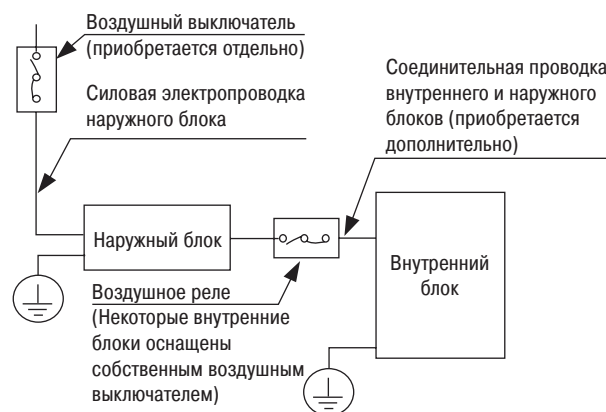 Воздушный выключатель
(приобретается отдельно)
Силовая электропроводка
наружного блока
Соединительная проводка
внутреннего и наружного
блоков (приобретается
дополнительно)
Наружный блок
Внутренний
блок
Воздушное реле
(Некоторые внутренние
блоки оснащены
собственным воздушным
выключателем)